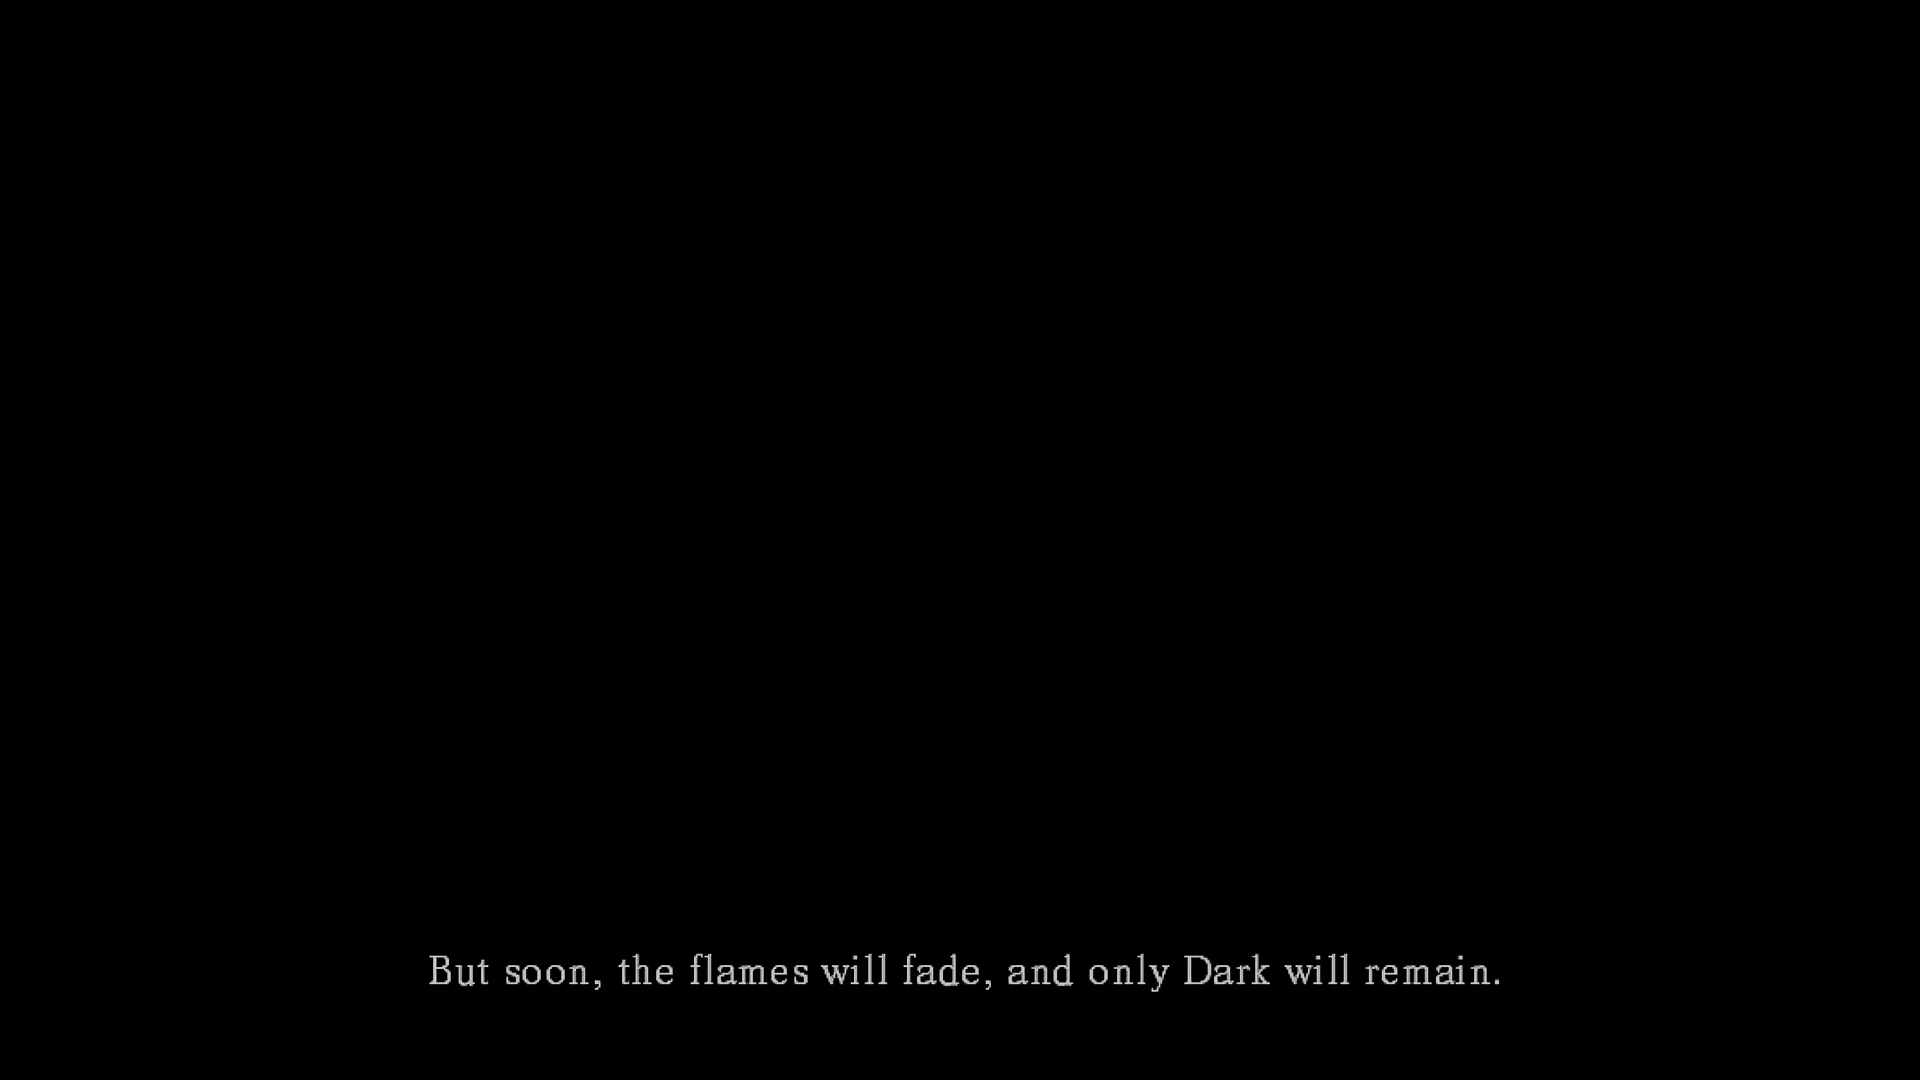 But soon, the flames will fade, and only Dark will remain.